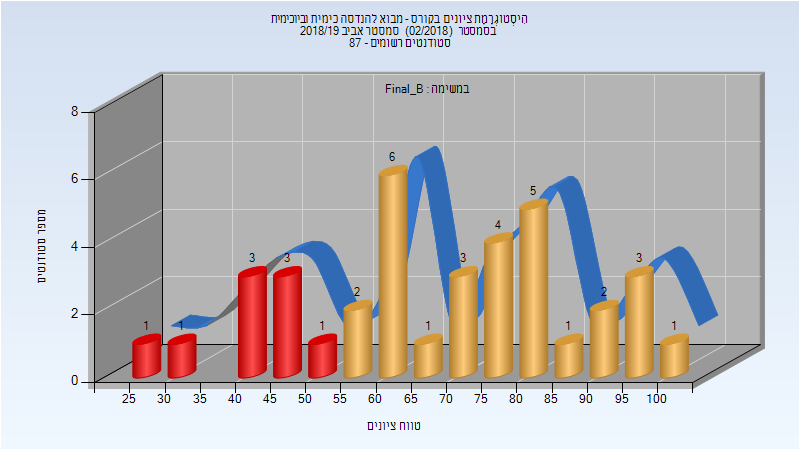 היסטוגרמת ציונים בקורס - מבוא להנדסה כימית וביוכימית
בסמסטר (02/2018) סמסטר אביב 2018/19
סטודנטים רשומים - 87
במשימה : Final_B
מספר סטודנטים
8
6
4
2
0
1
1
3
3
1
2
6
1
3
4
5
1
2
3
1
25 30 35 40 45 50 55 60 65 70 75 80 85 90 95 100
טווח ציונים